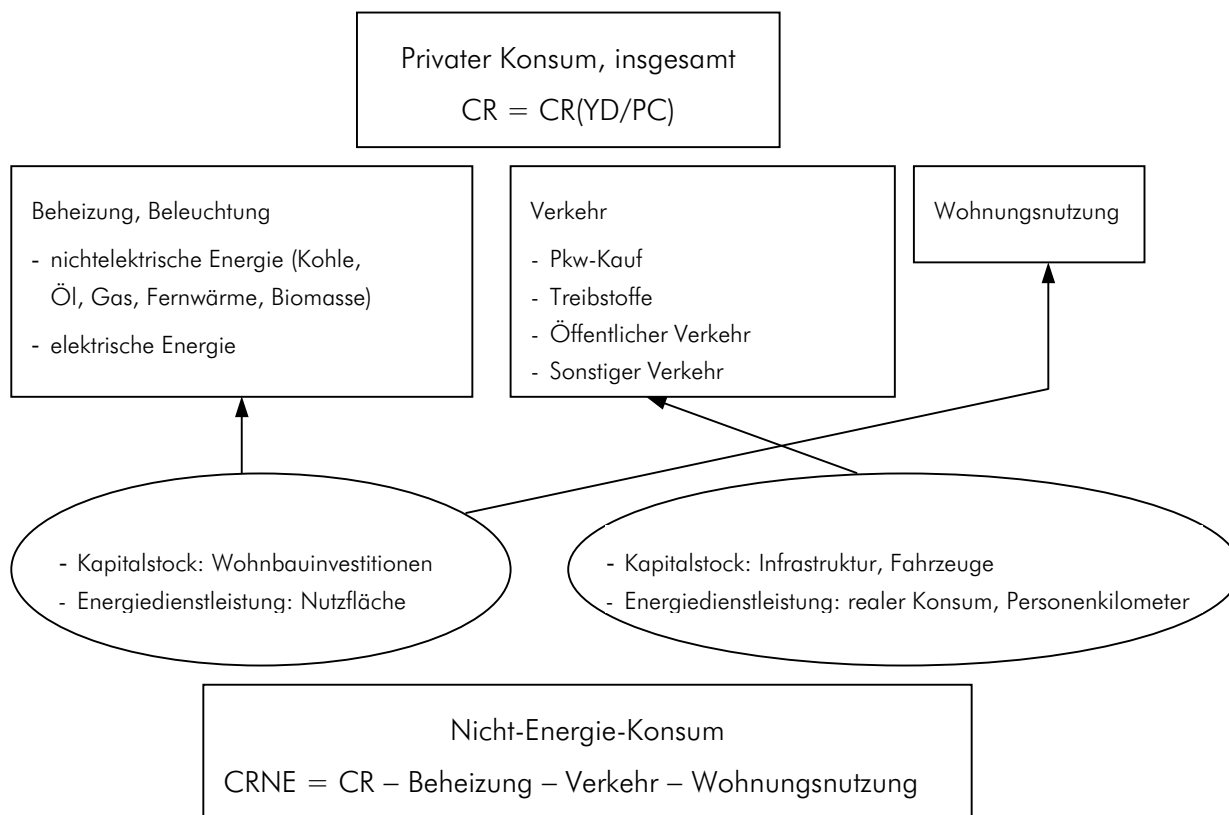 Privater Konsum, insgesamt
CR = CR(YD/PC)
Beheizung, Beleuchtung
- nichtelektrische Energie (Kohle,
Öl, Gas, Fernwärme, Biomasse)
- elektrische Energie
Verkehr
- Pkw-Kauf
- Treibstoffe
- Öffentlicher Verkehr
- Sonstiger Verkehr
Wohnungsnutzung
- Kapitalstock: Wohnbauinvestitionen
- Energiedienstleistung: Nutzfläche
- Kapitalstock: Infrastruktur, Fahrzeuge
- Energiedienstleistung: realer Konsum, Personenkilometer
Nicht-Energie-Konsum
CRNE = CR – Beheizung – Verkehr – Wohnungsnutzung